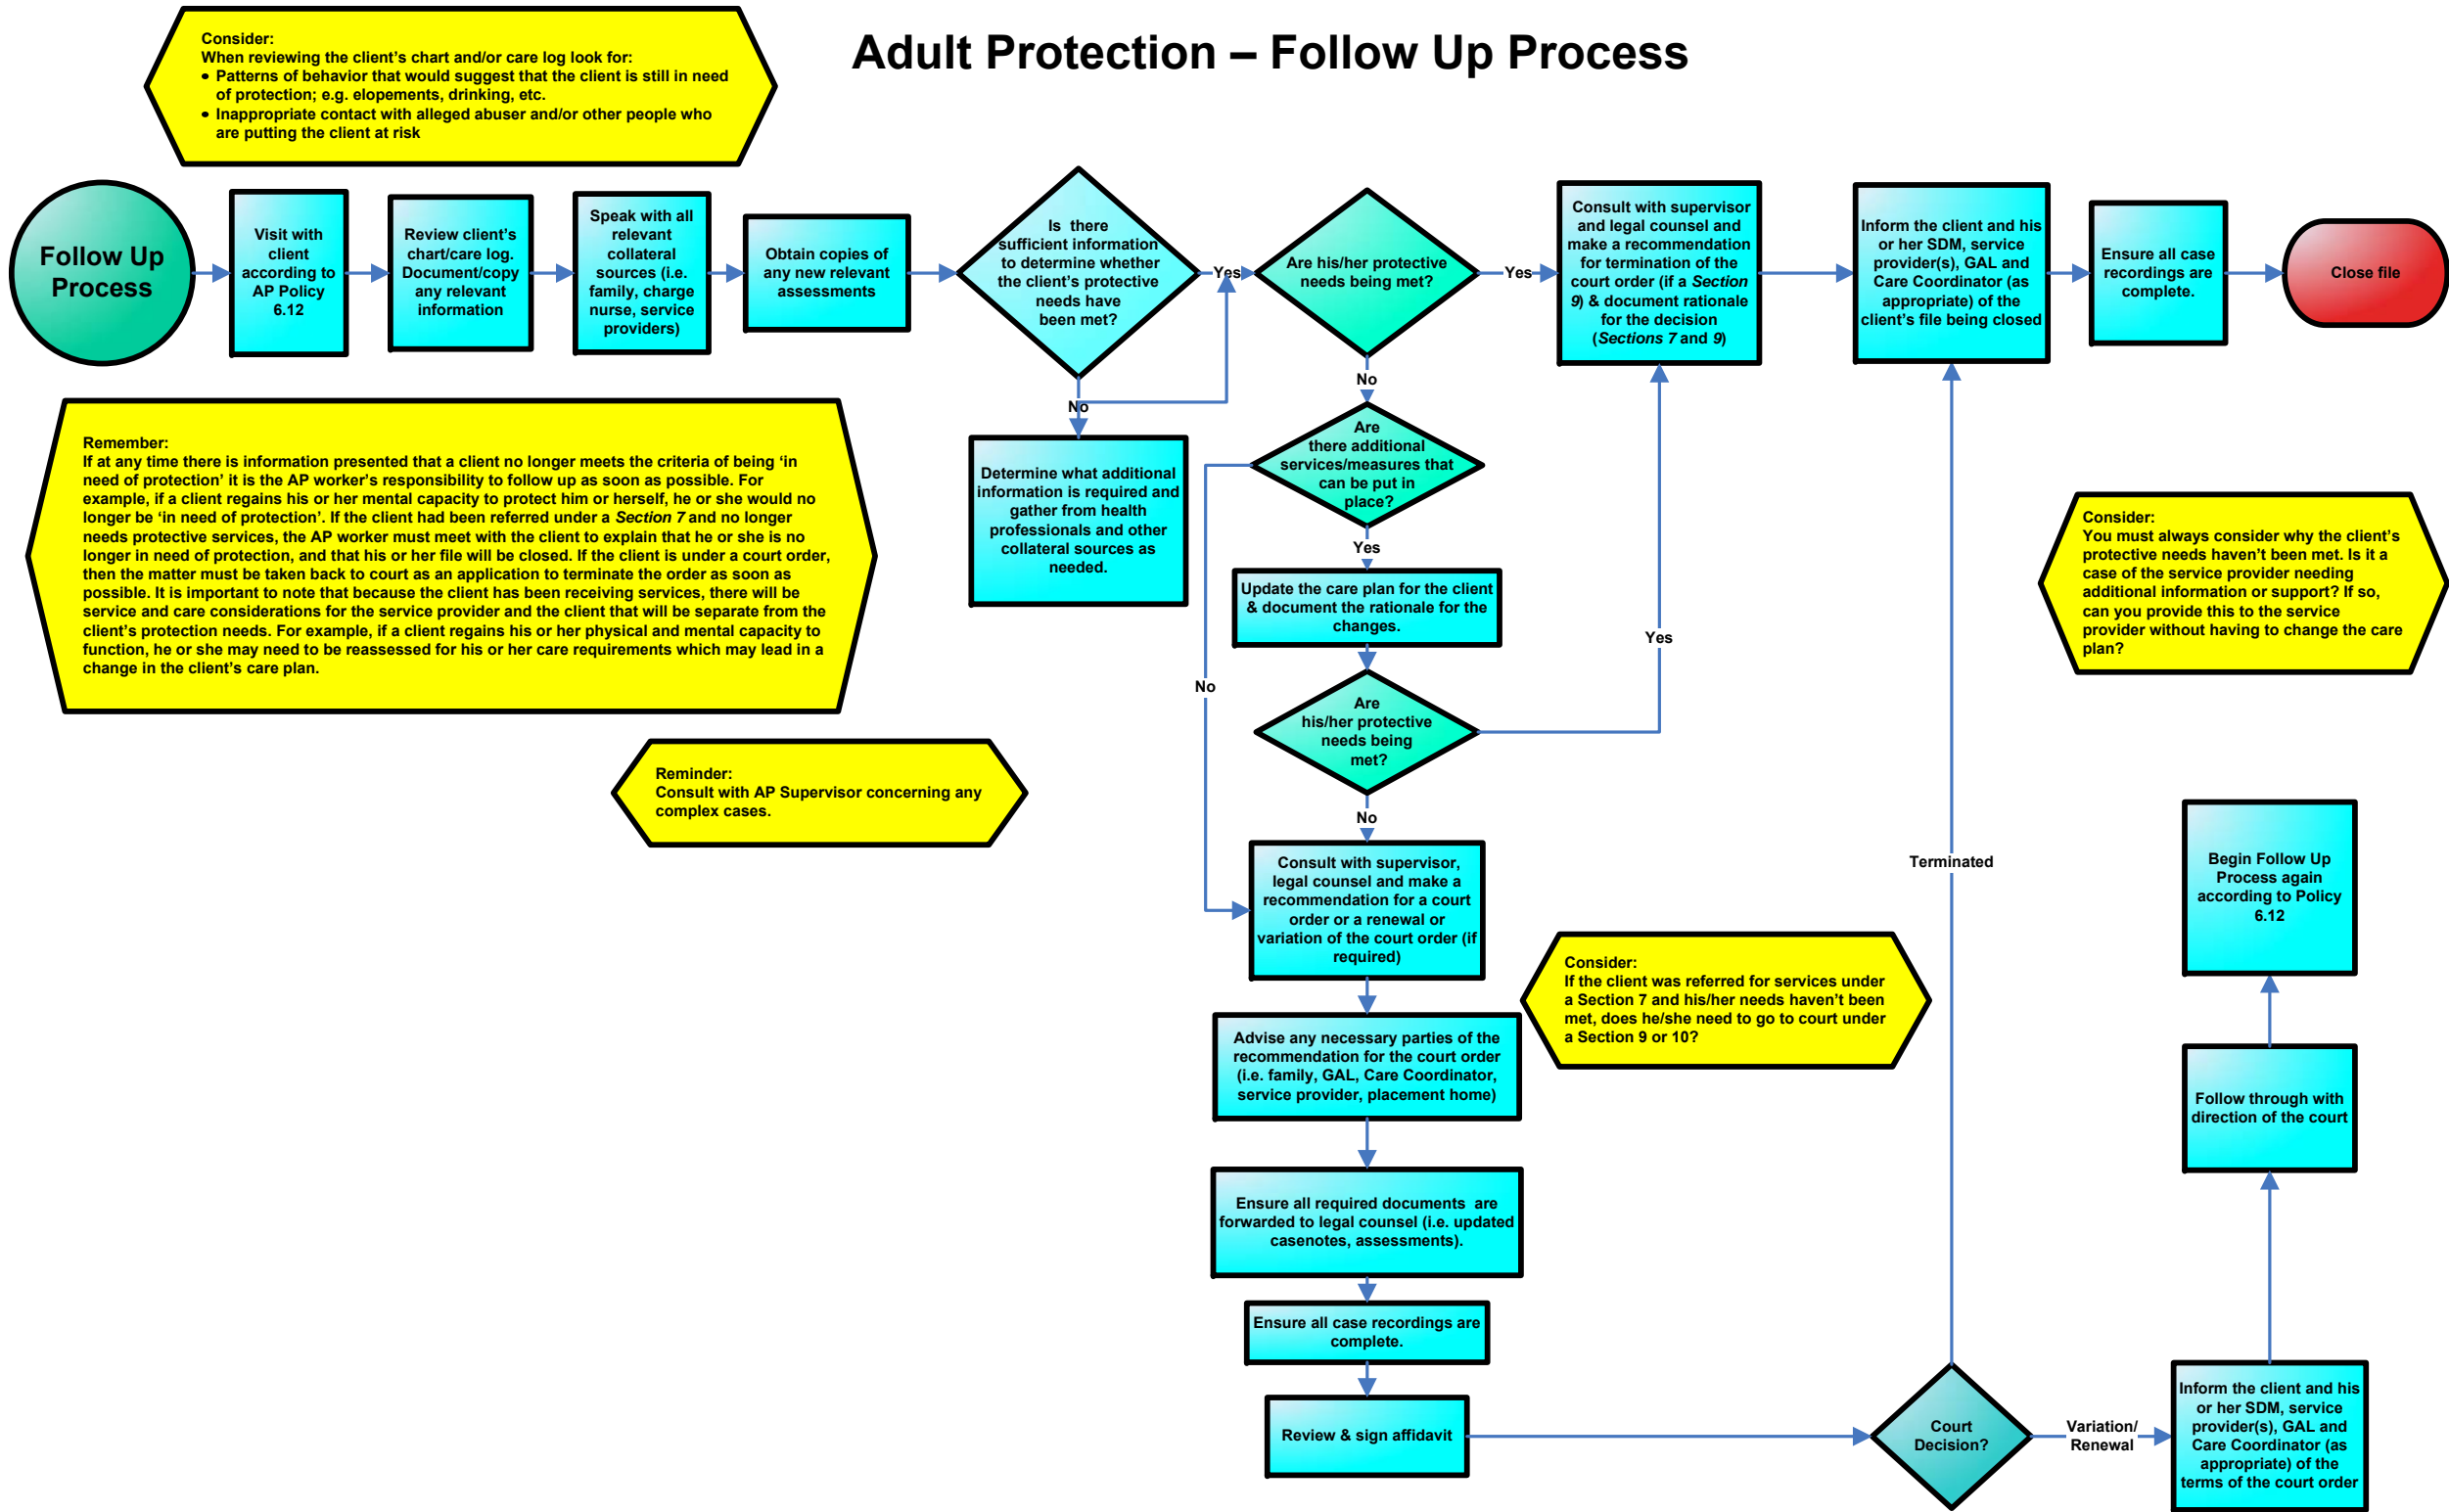 Adult Protection – Follow Up Process
Consider:
When reviewing the client’s chart and/or care log look for:
• Patterns of behavior that would suggest that the client is still in need
of protection; e.g. elopements, drinking, etc.
• Inappropriate contact with alleged abuser and/or other people who
are putting the client at risk
Follow Up
Process
Visit with
client
according to
AP Policy
6.12
Review client’s
chart/care log.
Document/copy
any relevant
information
Speak with all
relevant
collateral
sources (i.e.
family, charge
nurse, service
providers)
Obtain copies of
any new relevant
assessments
Is there
sufficient information
to determine whether
the client’s protective
needs have
been met?
Yes
Are his/her protective
needs being met?
Yes
Consult with supervisor
and legal counsel and
make a recommendation
for termination of the
court order (if a Section
9) & document rationale
for the decision
(Sections 7 and 9)
Inform the client and his
or her SDM, service
provider(s), GAL and
Care Coordinator (as
appropriate) of the
client’s file being closed
Ensure all case
recordings are
complete.
Close file
No
No
Remember:
If at any time there is information presented that a client no longer meets the criteria of being ‘in
need of protection’ it is the AP worker’s responsibility to follow up as soon as possible. For
example, if a client regains his or her mental capacity to protect him or herself, he or she would no
longer be ‘in need of protection’. If the client had been referred under a Section 7 and no longer
needs protective services, the AP worker must meet with the client to explain that he or she is no
longer in need of protection, and that his or her file will be closed. If the client is under a court order,
then the matter must be taken back to court as an application to terminate the order as soon as
possible. It is important to note that because the client has been receiving services, there will be
service and care considerations for the service provider and the client that will be separate from the
client’s protection needs. For example, if a client regains his or her physical and mental capacity to
function, he or she may need to be reassessed for his or her care requirements which may lead in a
change in the client’s care plan.
Determine what additional
information is required and
gather from health
professionals and other
collateral sources as
needed.
Are
there additional
services/measures that
can be put in
place?
Yes
Update the care plan for the client
& document the rationale for the
changes.
Yes
No
Consider:
You must always consider why the client’s
protective needs haven’t been met. Is it a
case of the service provider needing
additional information or support? If so,
can you provide this to the service
provider without having to change the care
plan?
Are
his/her protective
needs being
met?
No
Reminder:
Consult with AP Supervisor concerning any
complex cases.
Consult with supervisor,
legal counsel and make a
recommendation for a court
order or a renewal or
variation of the court order (if
required)
Terminated
Begin Follow Up
Process again
according to Policy
6.12
Consider:
If the client was referred for services under
a Section 7 and his/her needs haven’t been
met, does he/she need to go to court under
a Section 9 or 10?
Advise any necessary parties of the
recommendation for the court order
(i.e. family, GAL, Care Coordinator,
service provider, placement home)
Follow through with
direction of the court
Ensure all required documents are
forwarded to legal counsel (i.e. updated
casenotes, assessments).
Ensure all case recordings are
complete.
Review & sign affidavit
Court
Decision?
Variation/
Renewal
Inform the client and his
or her SDM, service
provider(s), GAL and
Care Coordinator (as
appropriate) of the
terms of the court order